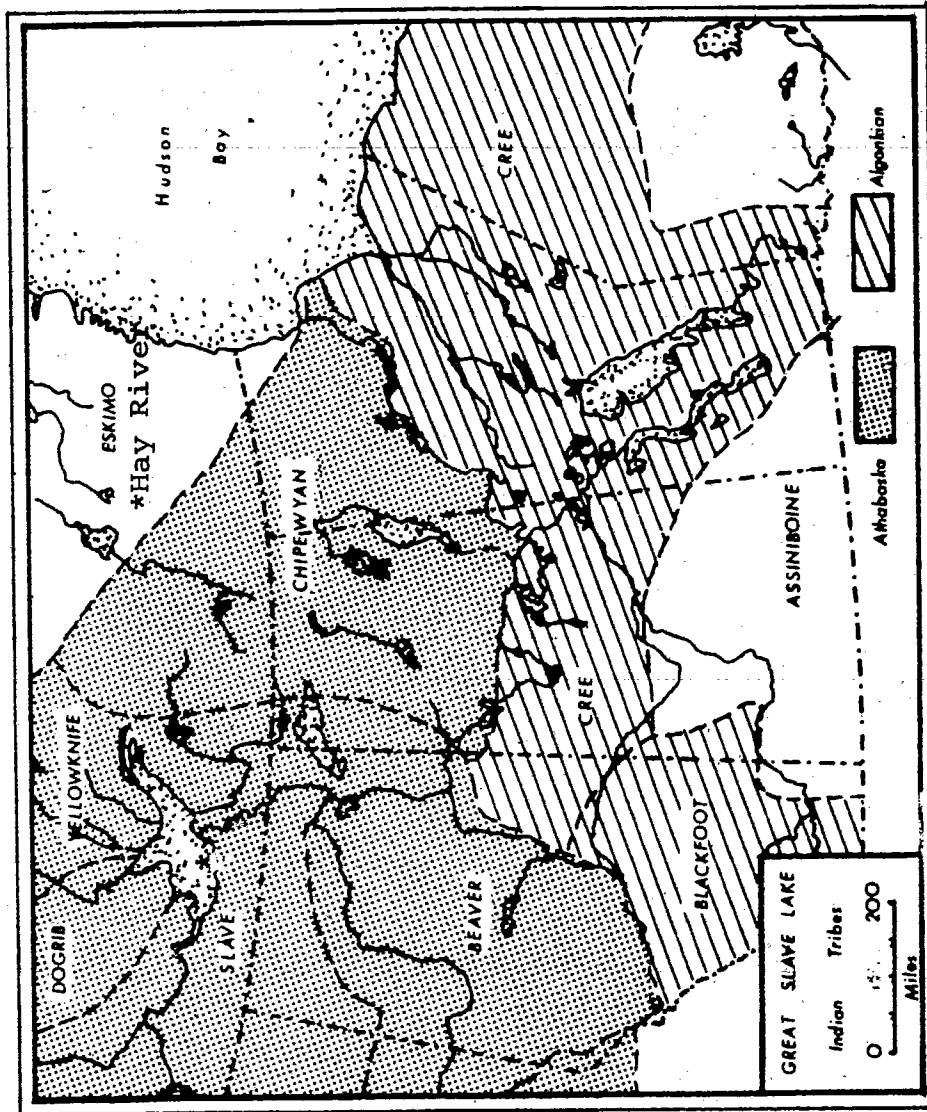 Hudson
Bay
ESKIMO
*Hay River
YELLOWKNIFE
DOGRIB
CHIPEWYAN
SLAVE
BEAVER
CREE
CREE
BLACKFOOT
ASSINIBOINE
GREAT SLAVE LAKE
Indian Tribes
0 200
Miles
Athabaska
Algonkian